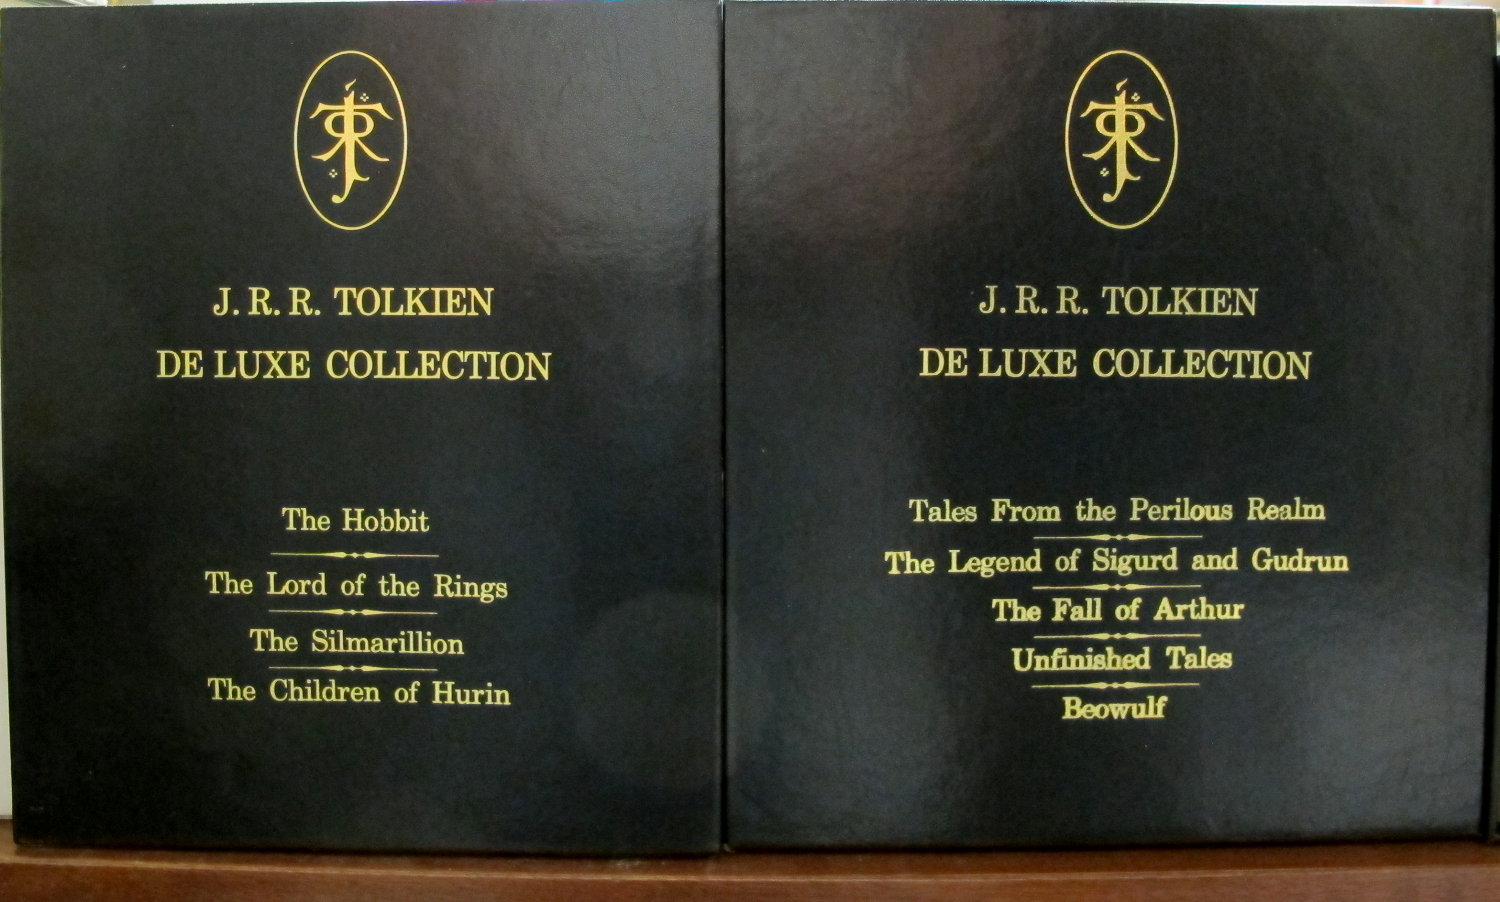 J. R. R. TOLKIEN
DE LUXE COLLECTION
The Hobbit
The Lord of the Rings
The Silmarillion
The Children of Hurin
J. R. R. TOLKIEN
DE LUXE COLLECTION
Tales From the Perilous Realm
The Legend of Sigurd and Gudrun
The Fall of Arthur
Unfinished Tales
Beowulf